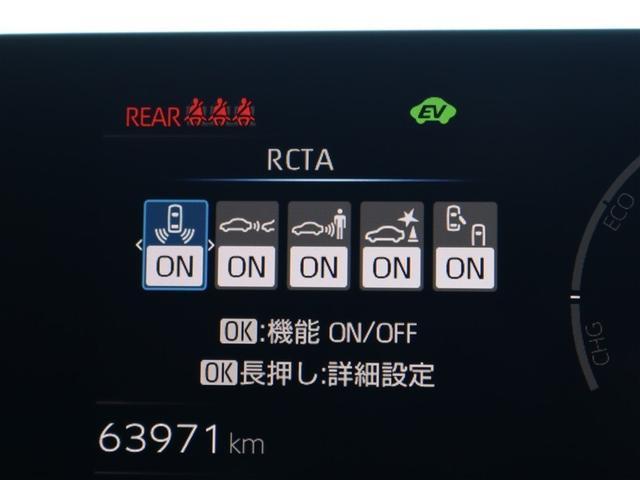 REAR EV
RCTA
ON ON ON ON ON
OK:機能 ON/OFF
OK長押し:詳細設定
ECO
CHG
63971 km